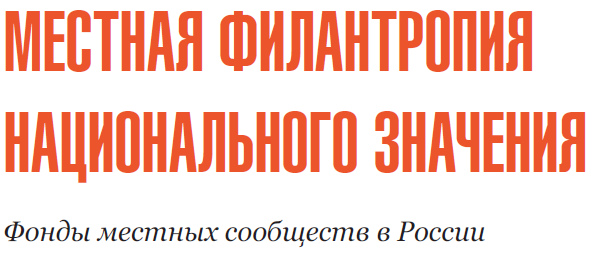 МЕСТНАЯ ФИЛАНТРОПИЯ
НАЦИОНАЛЬНОГО ЗНАЧЕНИЯ
Фонды местных сообществ в России